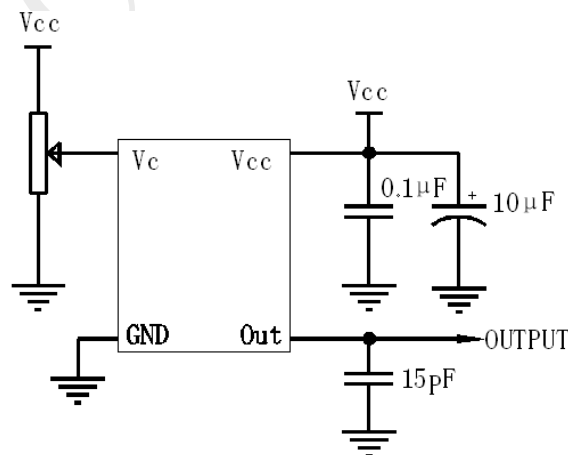 Vcc
Vcc
Vc
Vcc
0.1μF
+
10μF
GND
Out
OUTPUT
15pF